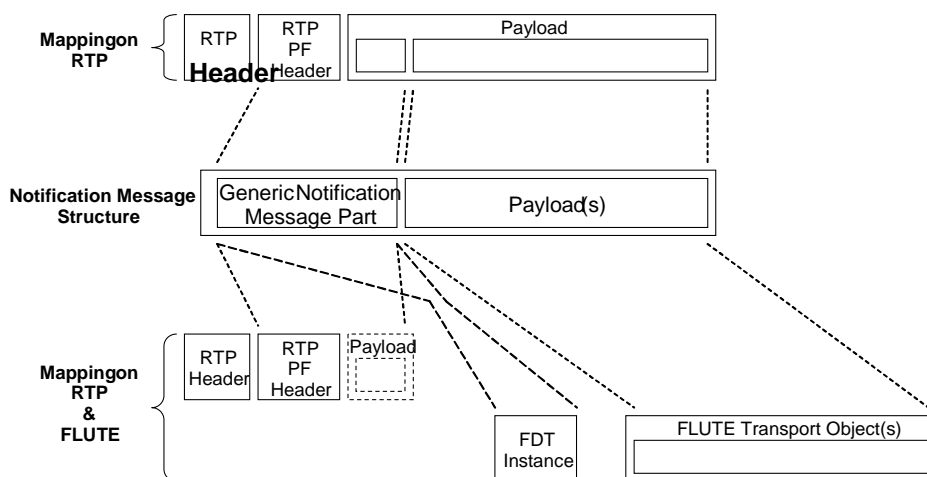 Mappingon
RTP
RTP
Header
RTP
PF
Header
Payload
Notification Message
Structure
GenericNotification
Message Part
Payload(s)
Mappingon
RTP
&
FLUTE
RTP
Header
RTP
PF
Header
Payload
FDT
Instance
FLUTE Transport Object(s)